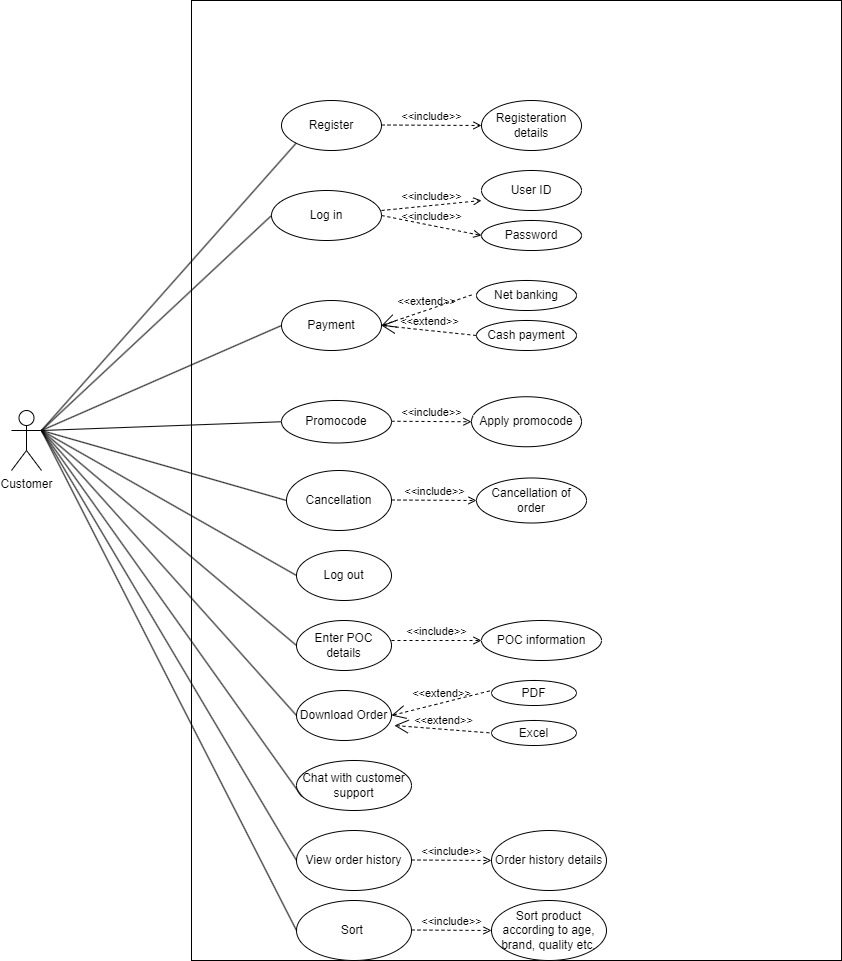 Register
<<include>>
Registeration
details
Log in
<<include>>
User ID
<<include>>
Password
Payment
<<extend>>
Net banking
<<extend>>
Cash payment
Promocode
<<include>>
Apply promocode
Customer
Cancellation
<<include>>
Cancellation of
order
Log out
Enter POC
details
<<include>>
POC information
Download Order
<<extend>>
PDF
<<extend>>
Excel
Chat with customer
support
View order history
<<include>>
Order history details
Sort
<<include>>
Sort product
according to age,
brand, quality etc.